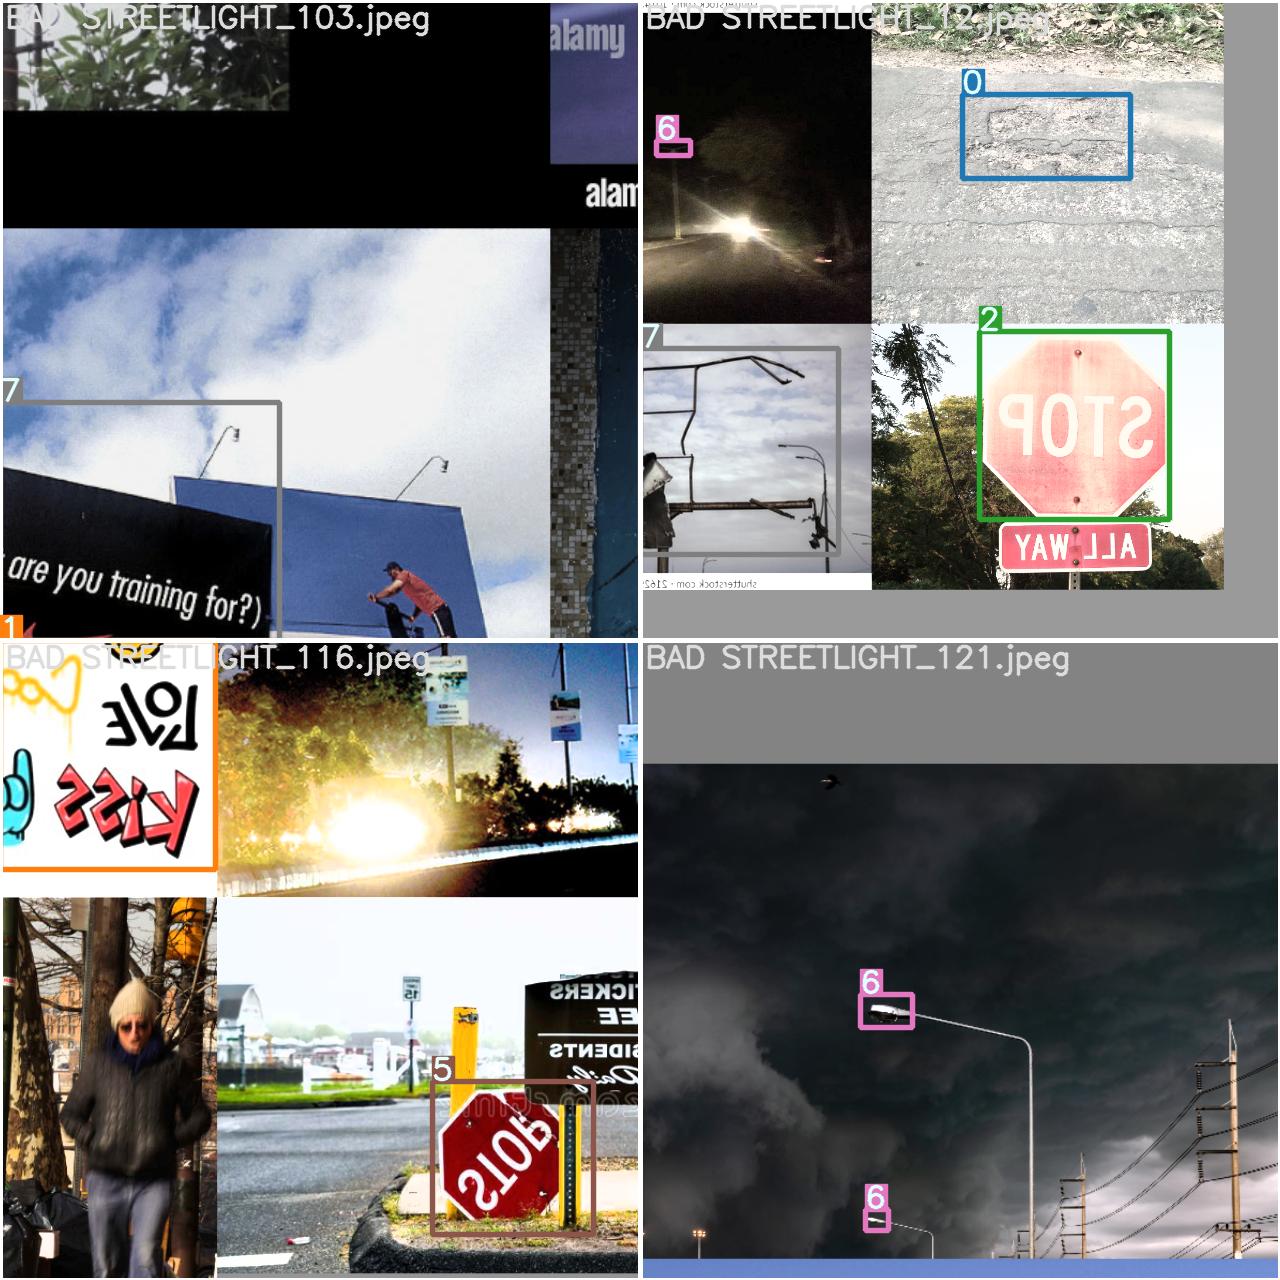 BAD STREETLIGHT_103.jpeg
alamy
alam
7
are you training for?)
1
BAD STREETLIGHT_12.jpeg
6
0
7
2
STOP
ALL WAY
shutterstock.com · 2162
BAD STREETLIGHT_116.jpeg
LOVE
KISS
15
TICKERS
EE
SIDENTS
Daily
5
STOP
BAD STREETLIGHT_121.jpeg
6
6